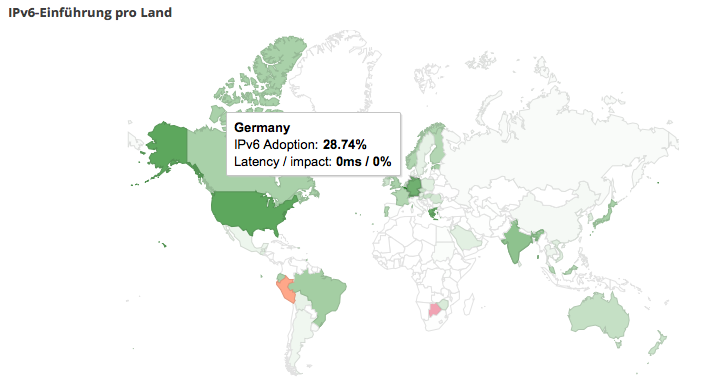 IPv6-Einführung pro Land
Germany
IPv6 Adoption: 28.74%
Latency / impact: 0ms / 0%